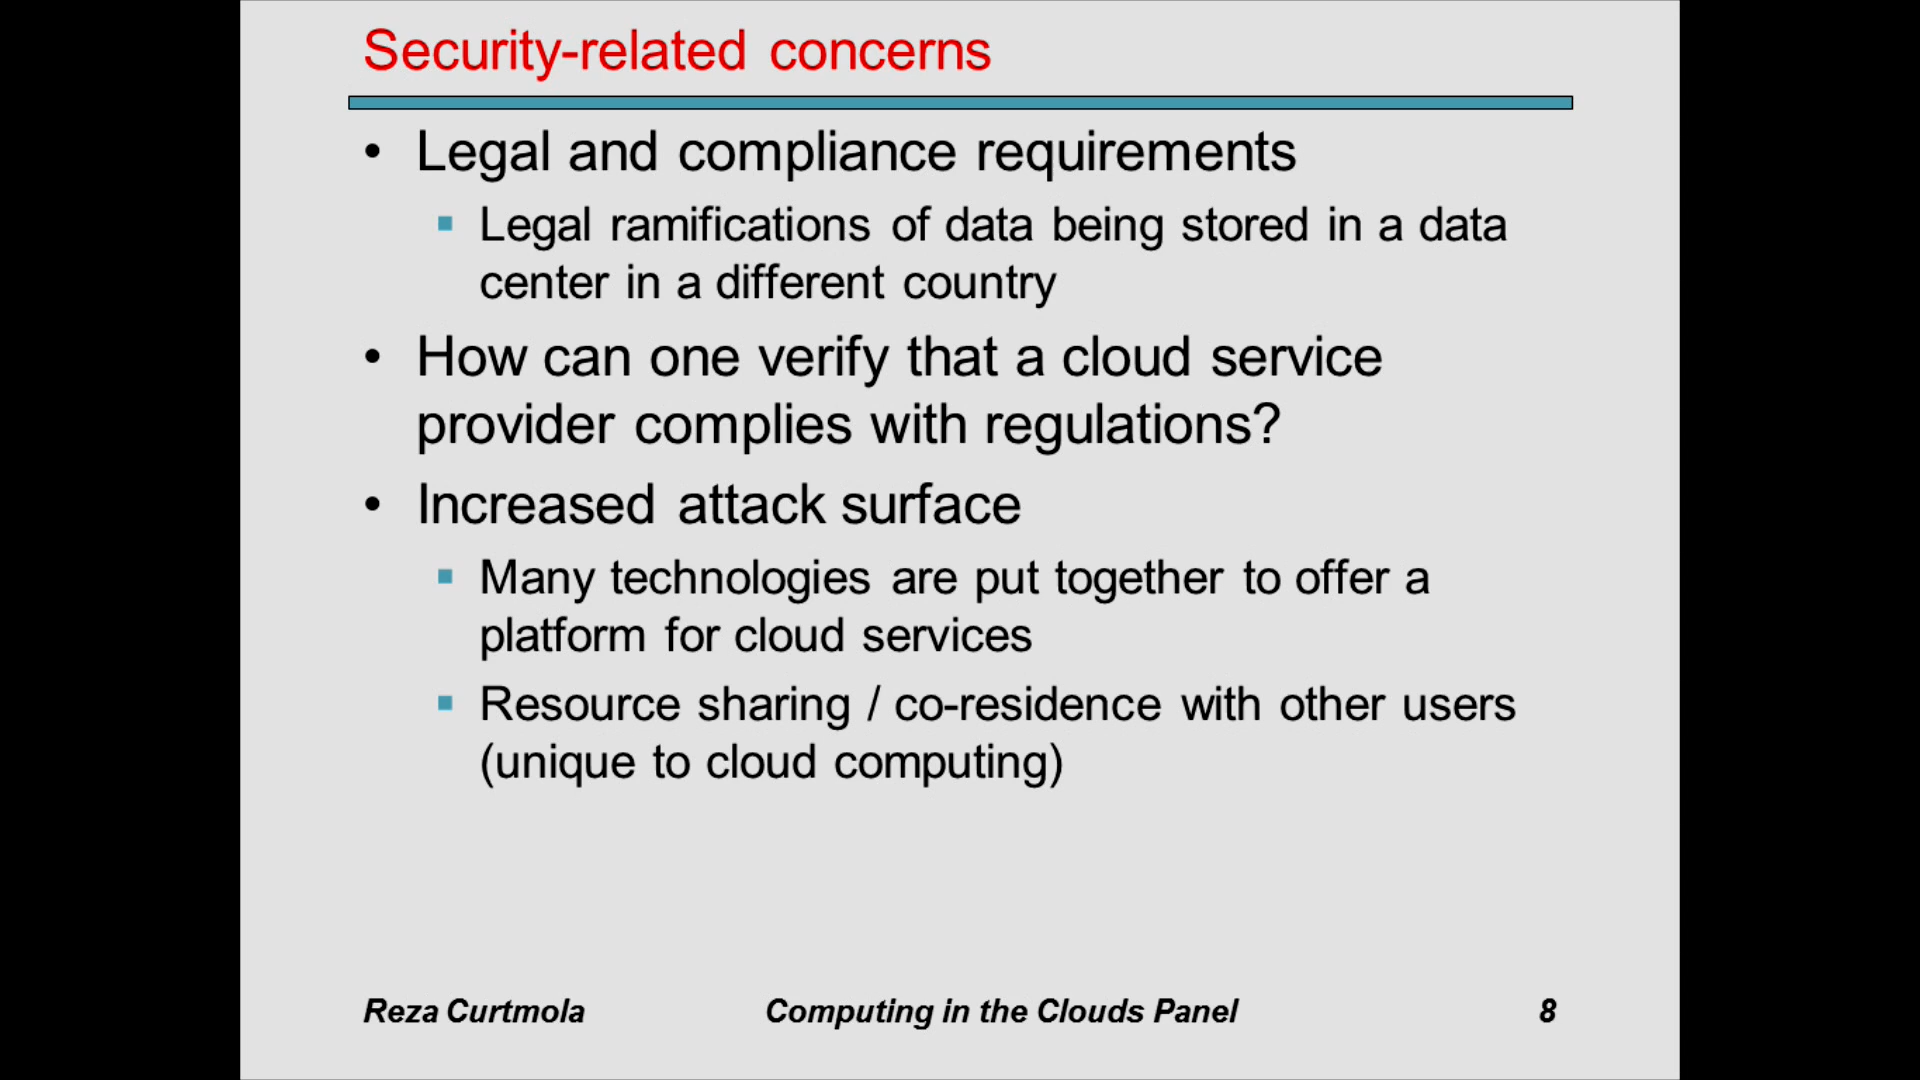 Security-related concerns
• Legal and compliance requirements
▪ Legal ramifications of data being stored in a data
center in a different country
• How can one verify that a cloud service
provider complies with regulations?
• Increased attack surface
▪ Many technologies are put together to offer a
platform for cloud services
▪ Resource sharing / co-residence with other users
(unique to cloud computing)
Reza Curtmola Computing in the Clouds Panel 8